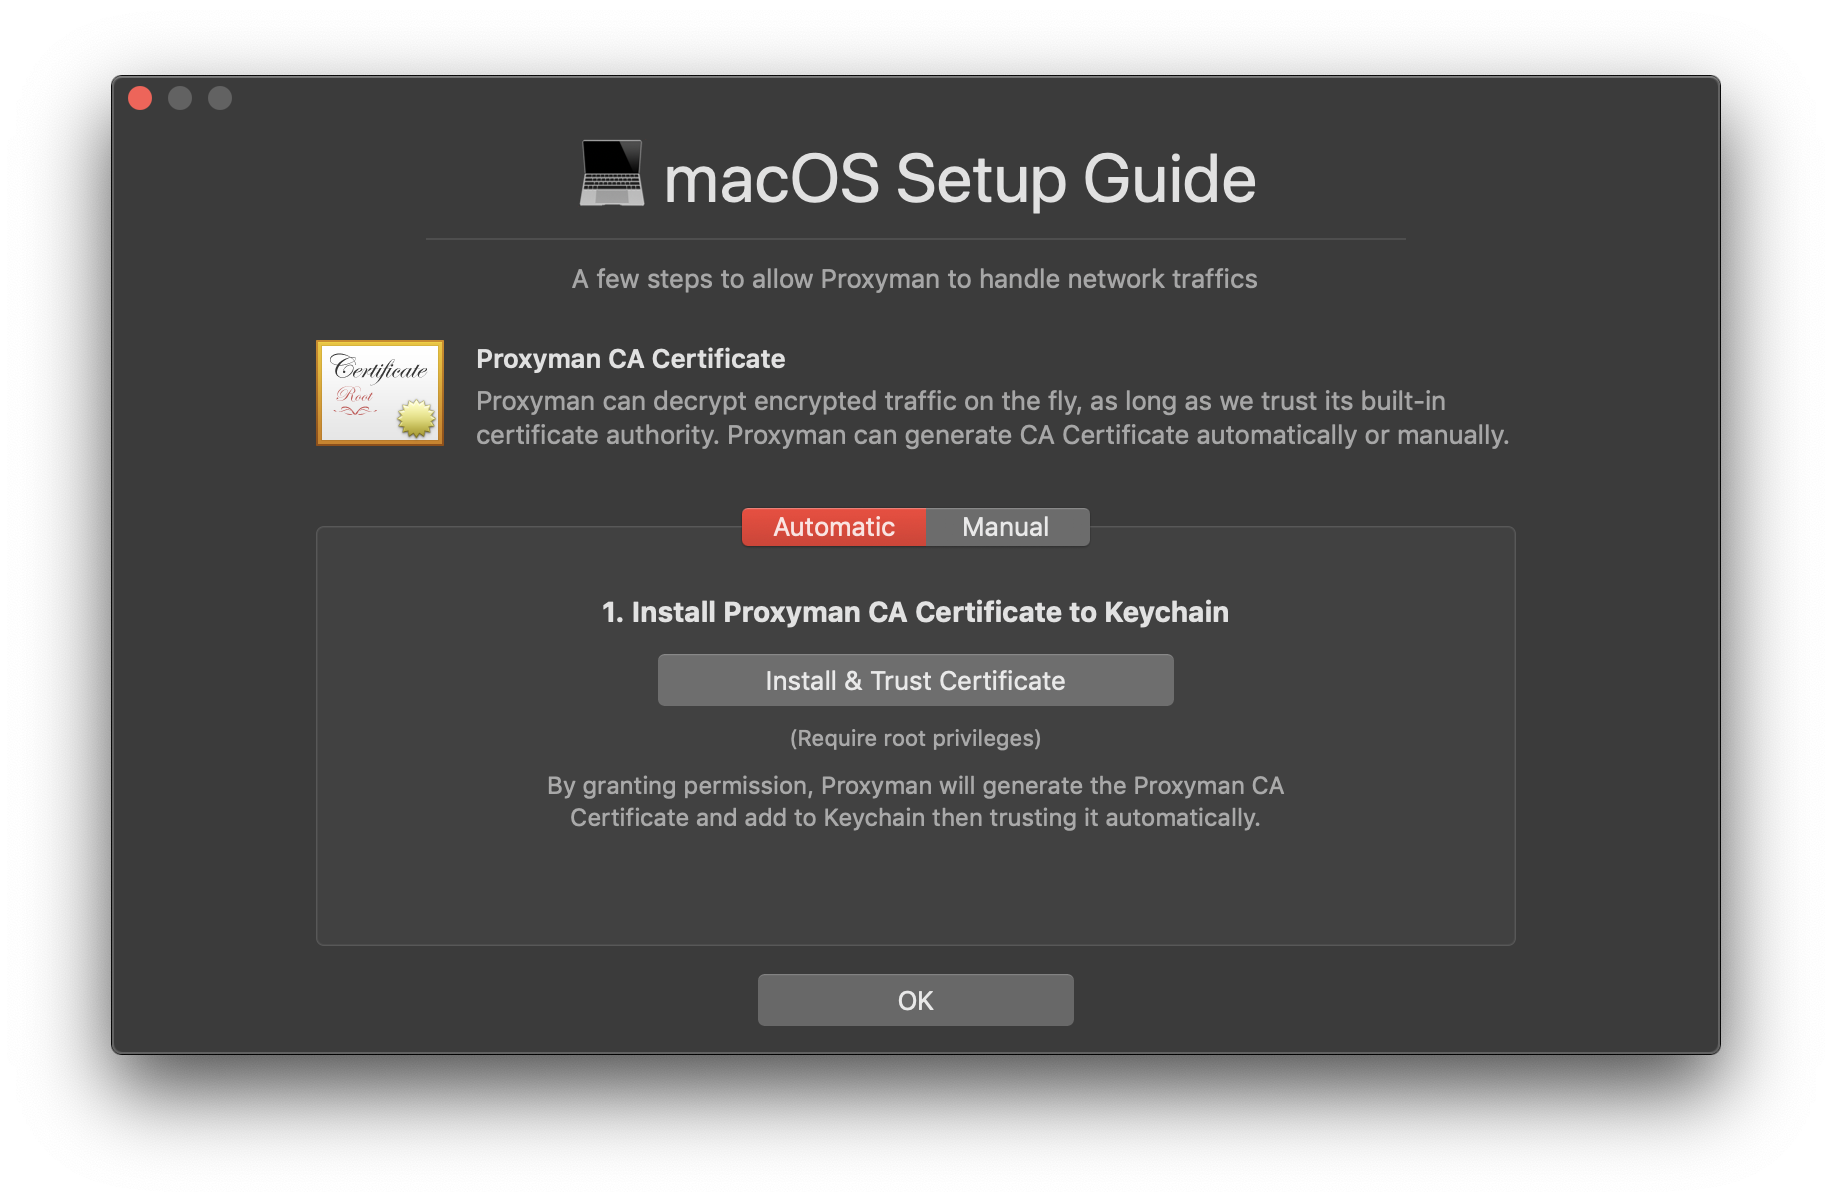 macOS Setup Guide
A few steps to allow Proxyman to handle network traffics
Certificate
Root
Proxyman CA Certificate
Proxyman can decrypt encrypted traffic on the fly, as long as we trust its built-in
certificate authority. Proxyman can generate CA Certificate automatically or manually.
Automatic
Manual
1. Install Proxyman CA Certificate to Keychain
Install & Trust Certificate
(Require root privileges)
By granting permission, Proxyman will generate the Proxyman CA
Certificate and add to Keychain then trusting it automatically.
OK